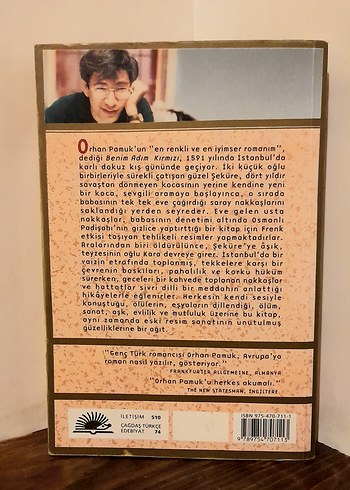 Orhan Pamuk'un "en renkli ve en iyimser romanım",
dediği Benim Adım Kırmızı, 1591 yılında İstanbul'da
karlı dokuz kış gününde geçiyor. İki küçük oğlu
birbirleriyle sürekli çatışan güzel Şeküre, dört yıldır
savaştan dönmeyen kocasının yerine kendine yeni
bir koca, sevgili aramaya başlayınca, o sırada
babasının tek tek eve çağırdığı saray nakkaşlarını
saklandığı yerden seyreder. Eve gelen usta
nakkaşlar, babasının denetimi altında Osmanlı
Padişahı'nın gizlice yaptırttığı bir kitap için Frenk
etkisi taşıyan tehlikeli resimler yapmaktadırlar.
Aralarından biri öldürülünce, Şeküre'ye âşık,
teyzesinin oğlu Kara devreye girer. İstanbul'da bir
vaizin etrafında toplanmış, tekkelere karşı bir
çevrenin baskıları, pahalılık ve korku hüküm
sürerken, geceleri bir kahvede toplanan nakkaşlar
ve hattatlar sivri dilli bir meddahın anlattığı
hikâyelerle eğlenirler. Herkesin kendi sesiyle
konuştuğu, ölülerin, eşyaların dillendiği, ölüm,
sanat, aşk, evlilik ve mutluluk üzerine bu kitap,
aynı zamanda eski resim sanatının unutulmuş
güzelliklerine bir ağıt.
"Genç Türk romancısı Orhan Pamuk, Avrupa'ya
roman nasıl yazılır, gösteriyor."
FRANKFURTER ALLGEMEINE, ALMANYA
"Orhan Pamuk'u herkes okumalı."
THE NEW STATESMAN, İNGİLTERE
İLETİŞİM 510
ÇAĞDAŞ TÜRKÇE
EDEBİYAT 74
ISBN 975-470-711-1
9 789754 707113